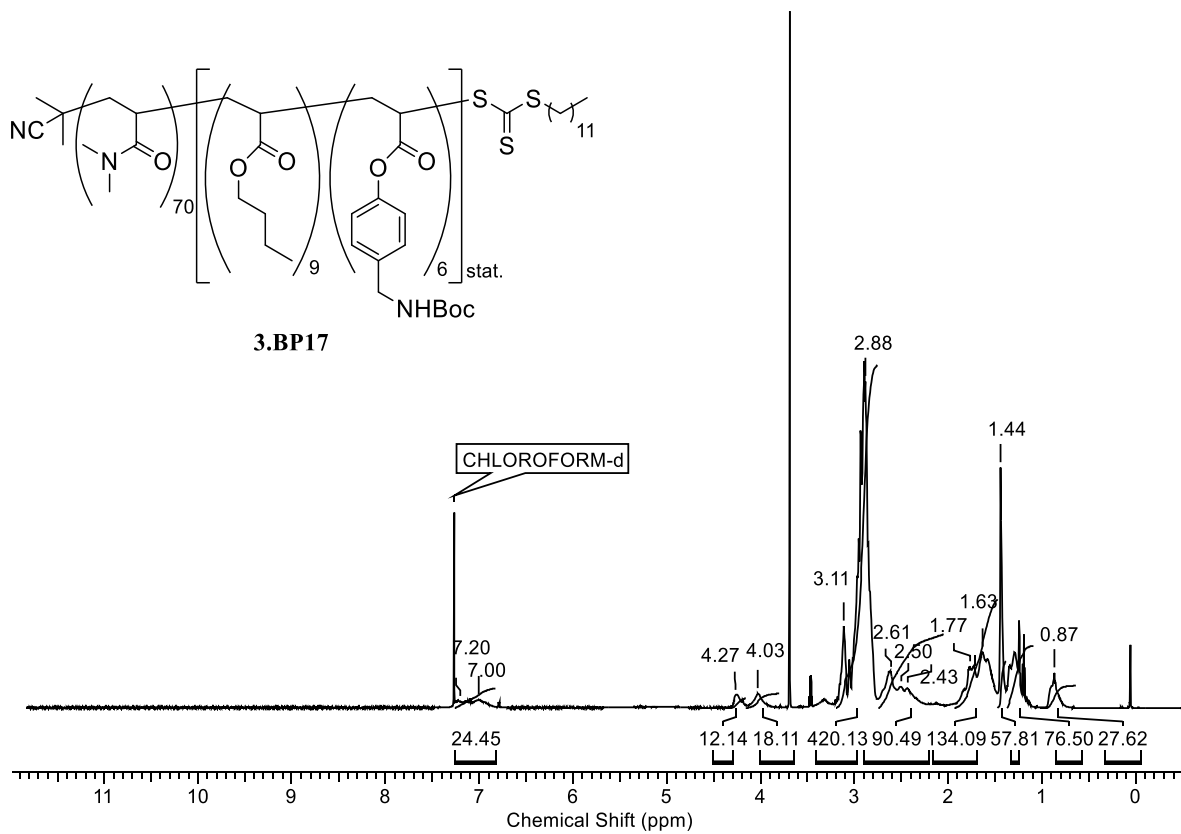 S S
NC 11
N O O O S
O O
70
9 6 stat.
NHBoc
3.BP17
2.88
1.44
CHLOROFORM-d
3.11
1.63
1.77
2.61
2.50
2.43
7.20
7.00
4.27 4.03
0.87
24.45 12.14 18.11 420.13 90.49 134.09 57.81 76.50 27.62
11 10 9 8 7 6 5 4 3 2 1 0
Chemical Shift (ppm)